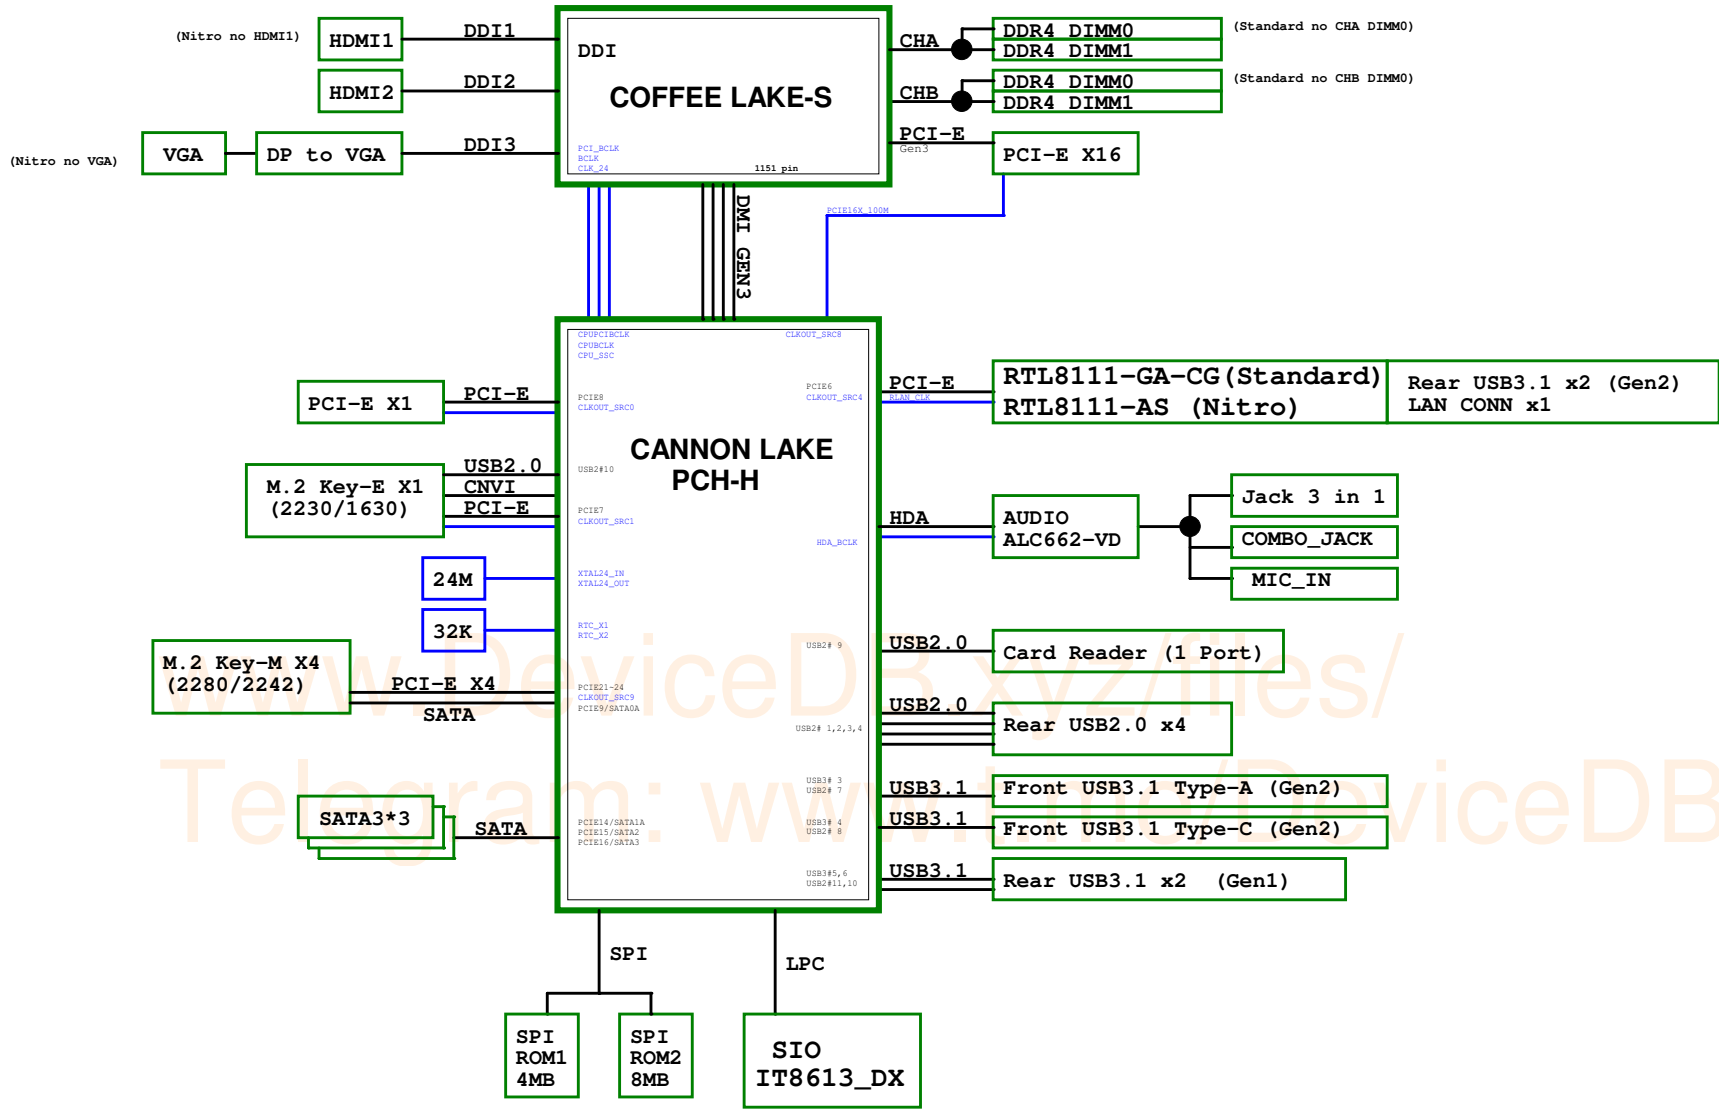 (Nitro no HDMI1)
HDMI1
DDI1
HDMI2
DDI2
(Nitro no VGA)
VGA
DP to VGA
DDI3
DDI
COFFEE LAKE-S
PCI_BCLK
BCLK
CLK_24
1151 pin
CHA
DDR4 DIMM0
DDR4 DIMM1
(Standard no CHA DIMM0)
CHB
DDR4 DIMM0
DDR4 DIMM1
(Standard no CHB DIMM0)
PCI-E
Gen3
PCI-E X16
PCIE16X_100M
DMI GEN3
CPUPCIBCLK
CPUBCLK
CPU_SSC
CLKOUT_SRC8
PCI-E X1
PCI-E
PCIE8
CLKOUT_SRC0
PCIE6
CLKOUT_SRC4
PCI-E
RLAN_CLK
RTL8111-GA-CG(Standard)
RTL8111-AS (Nitro)
Rear USB3.1 x2 (Gen2)
LAN CONN x1
CANNON LAKE
PCH-H
M.2 Key-E X1
(2230/1630)
USB2.0
CNVI
PCI-E
USB2#10
PCIE7
CLKOUT_SRC1
HDA_BCLK
HDA
AUDIO
ALC662-VD
Jack 3 in 1
COMBO_JACK
MIC_IN
24M
XTAL24_IN
XTAL24_OUT
32K
RTC_X1
RTC_X2
M.2 Key-M X4
(2280/2242)
PCI-E X4
SATA
PCIE21-24
CLKOUT_SRC9
PCIE9/SATA0A
USB2# 9
USB2.0
Card Reader (1 Port)
USB2# 1,2,3,4
USB2.0
Rear USB2.0 x4
USB3# 3
USB2# 7
USB3.1
Front USB3.1 Type-A (Gen2)
USB3# 4
USB2# 8
USB3.1
Front USB3.1 Type-C (Gen2)
SATA3*3
SATA
PCIE14/SATA1A
PCIE15/SATA2
PCIE16/SATA3
USB3#5,6
USB2#11,10
USB3.1
Rear USB3.1 x2 (Gen1)
SPI
LPC
SPI
ROM1
4MB
SPI
ROM2
8MB
SIO
IT8613_DX
www.DeviceDB.xyz/files/
Telegram: www.t.me/DeviceDB